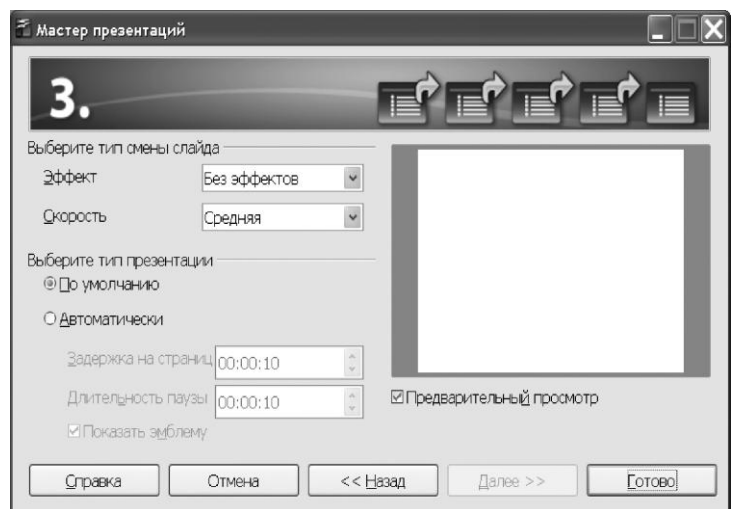 Мастер презентаций
3.
Выберите тип смены слайда
Эффект
Без эффектов
Скорость
Средняя
Выберите тип презентации
По умолчанию
Автоматически
Задержка на страниц
00:00:10
Длительность паузы
00:00:10
Показать эмблему
Предварительный просмотр
Справка
Отмена
<< Назад
Далее >>
Готово